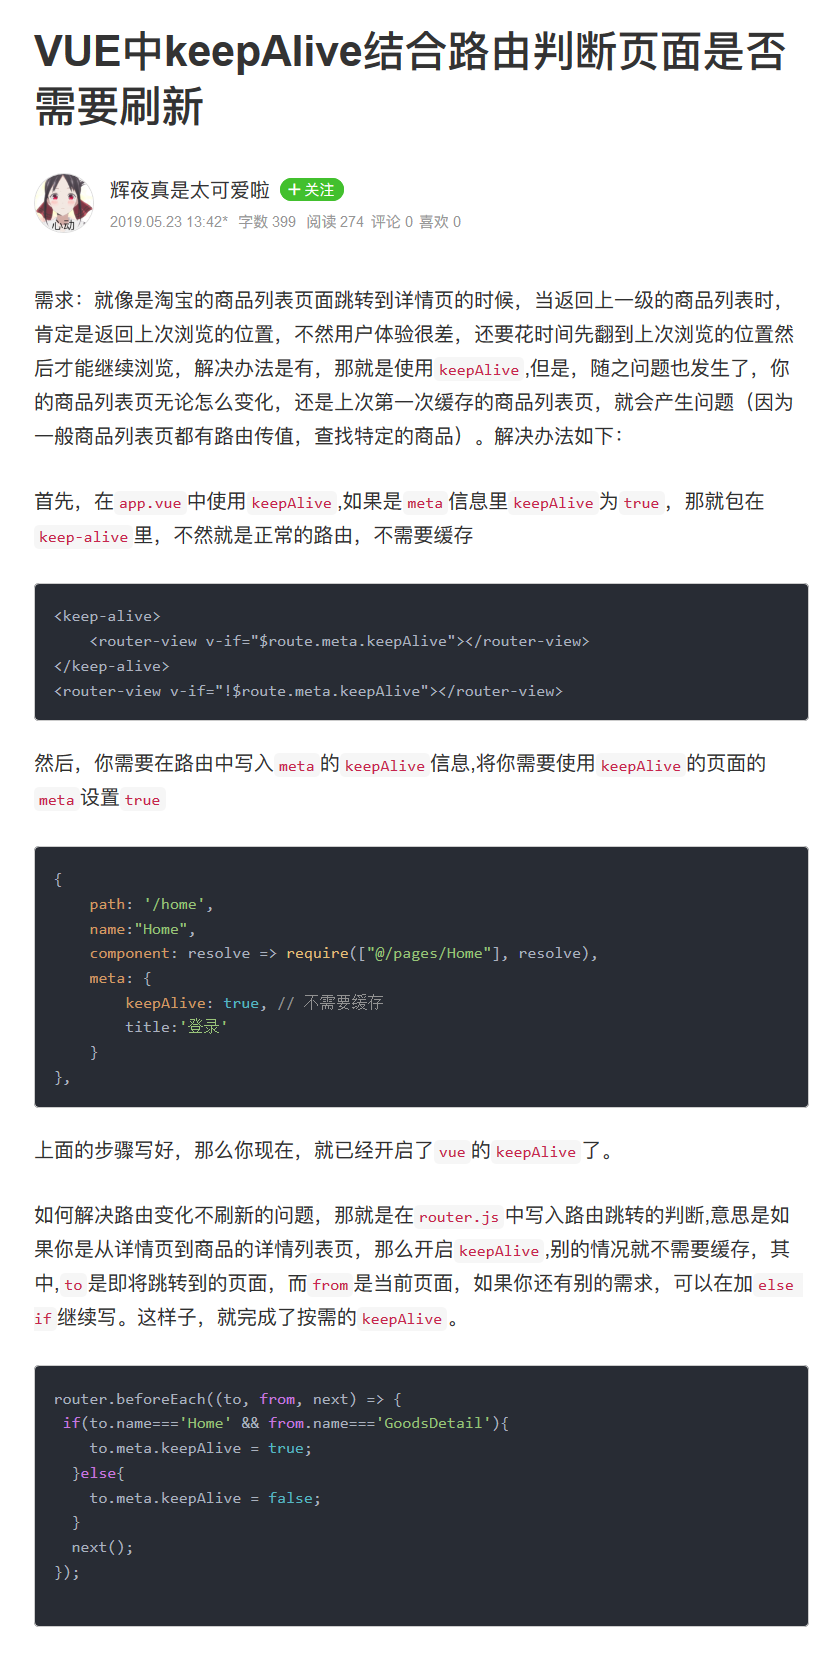 VUE中keepAlive结合路由判断页面是否
需要刷新
心动
辉夜真是太可爱啦 +关注
2019.05.23 13:42* 字数 399 阅读 274 评论 0 喜欢 0
需求：就像是淘宝的商品列表页面跳转到详情页的时候，当返回上一级的商品列表时，
肯定是返回上次浏览的位置，不然用户体验很差，还要花时间先翻到上次浏览的位置然
后才能继续浏览，解决办法是有，那就是使用 keepAlive ,但是，随之问题也发生了，你
的商品列表页无论怎么变化，还是上次第一次缓存的商品列表页，就会产生问题（因为
一般商品列表页都有路由传值，查找特定的商品）。解决办法如下：
首先，在 app.vue 中使用 keepAlive ,如果是 meta 信息里 keepAlive 为 true ，那就包在
keep-alive 里，不然就是正常的路由，不需要缓存
<keep-alive>
    <router-view v-if="$route.meta.keepAlive"></router-view>
</keep-alive>
<router-view v-if="!$route.meta.keepAlive"></router-view>
然后，你需要在路由中写入 meta 的 keepAlive 信息,将你需要使用 keepAlive 的页面的
meta 设置 true
{
    path: '/home',
    name:"Home",
    component: resolve => require(["@/pages/Home"], resolve),
    meta: {
        keepAlive: true, // 不需要缓存
        title:'登录'
    }
},
上面的步骤写好，那么你现在，就已经开启了 vue 的 keepAlive 了。
如何解决路由变化不刷新的问题，那就是在 router.js 中写入路由跳转的判断,意思是如
果你是从详情页到商品的详情列表页，那么开启 keepAlive ,别的情况就不需要缓存，其
中, to 是即将跳转到的页面，而 from 是当前页面，如果你还有别的需求，可以在加 else
if 继续写。这样子，就完成了按需的 keepAlive 。
router.beforeEach((to, from, next) => {
 if(to.name==='Home' && from.name==='GoodsDetail'){
    to.meta.keepAlive = true;
  }else{
    to.meta.keepAlive = false;
  }
  next();
});